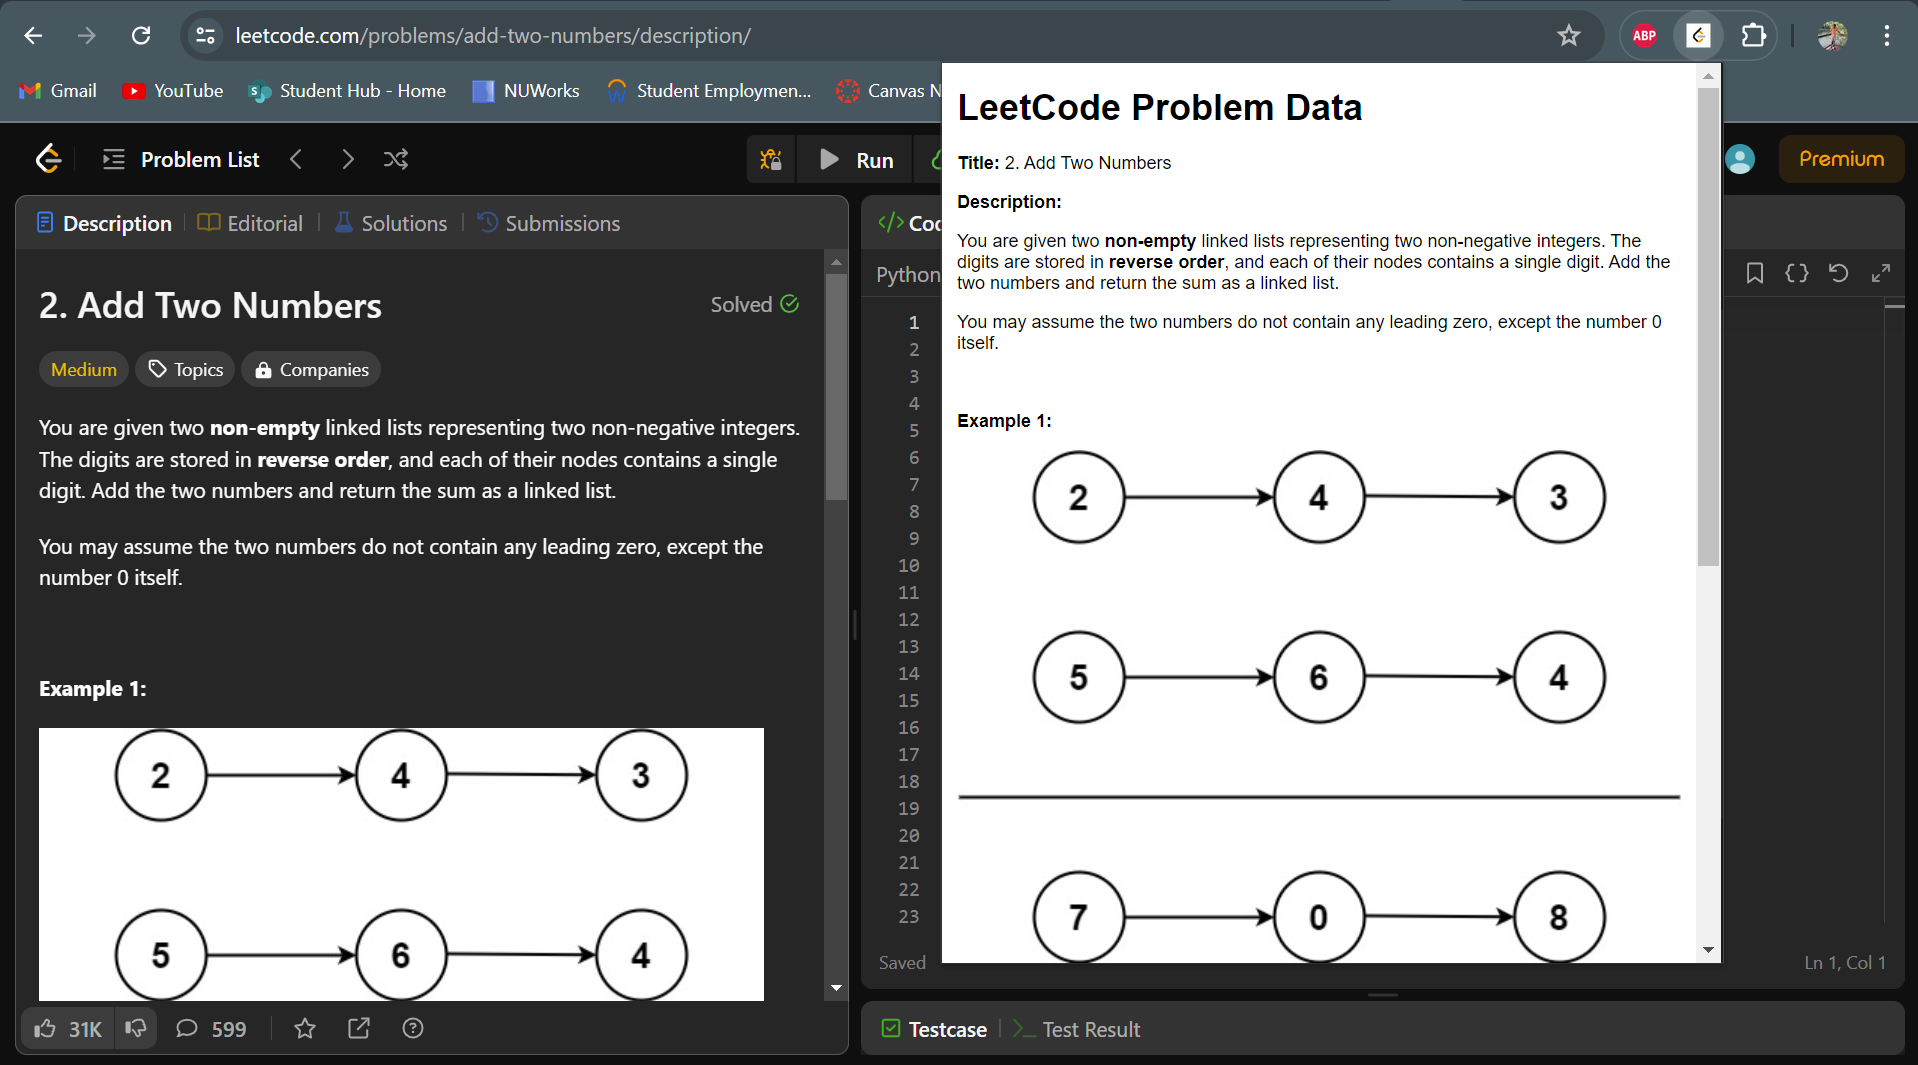 leetcode.com/problems/add-two-numbers/description/
ABP
Gmail
YouTube
Student Hub - Home
NUWorks
Student Employmen...
Canvas N
Problem List
Run
Premium
Description
Editorial
Solutions
Submissions
2. Add Two Numbers
Solved
Medium
Topics
Companies
You are given two non-empty linked lists representing two non-negative integers.
The digits are stored in reverse order, and each of their nodes contains a single
digit. Add the two numbers and return the sum as a linked list.
You may assume the two numbers do not contain any leading zero, except the
number 0 itself.
Example 1:
2 4 3
5 6 4
31K
599
Coc
Python
1
2
3
4
5
6
7
8
9
10
11
12
13
14
15
16
17
18
19
20
21
22
23
Saved
Ln 1, Col 1
Testcase
Test Result
LeetCode Problem Data
Title: 2. Add Two Numbers
Description:
You are given two non-empty linked lists representing two non-negative integers. The
digits are stored in reverse order, and each of their nodes contains a single digit. Add the
two numbers and return the sum as a linked list.
You may assume the two numbers do not contain any leading zero, except the number 0
itself.
Example 1:
2 4 3
5 6 4
7 0 8